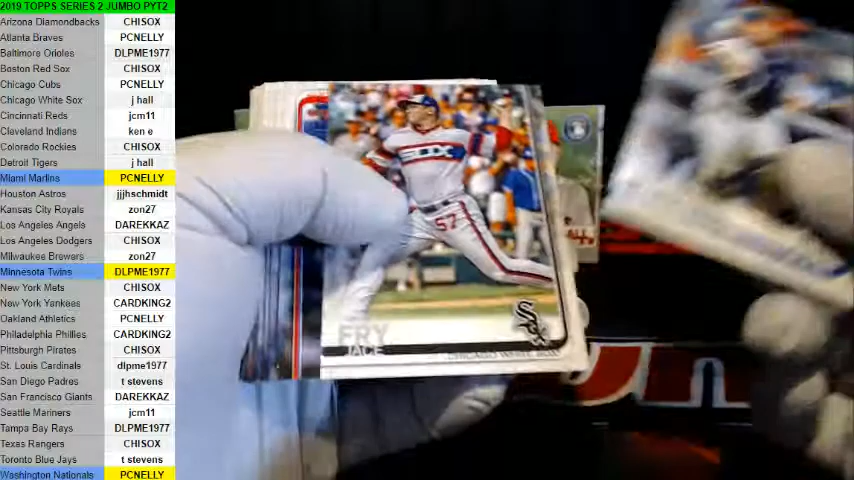 2019 TOPPS SERIES 2 JUMBO PYT2
Arizona Diamondbacks CHISOX
Atlanta Braves PCNELLY
Baltimore Orioles DLPME1977
Boston Red Sox CHISOX
Chicago Cubs PCNELLY
Chicago White Sox j hall
Cincinnati Reds jcm11
Cleveland Indians ken e
Colorado Rockies CHISOX
Detroit Tigers j hall
Miami Marlins PCNELLY
Houston Astros jjjhschmidt
Kansas City Royals zon27
Los Angeles Angels DAREKKAZ
Los Angeles Dodgers CHISOX
Milwaukee Brewers zon27
Minnesota Twins DLPME1977
New York Mets CHISOX
New York Yankees CARDKING2
Oakland Athletics PCNELLY
Philadelphia Phillies CARDKING2
Pittsburgh Pirates CHISOX
St. Louis Cardinals dlpme1977
San Diego Padres t stevens
San Francisco Giants DAREKKAZ
Seattle Mariners jcm11
Tampa Bay Rays DLPME1977
Texas Rangers CHISOX
Toronto Blue Jays t stevens
Washington Nationals PCNELLY
SOX
57
FRY
JACE
CHICAGO WHITE SOX